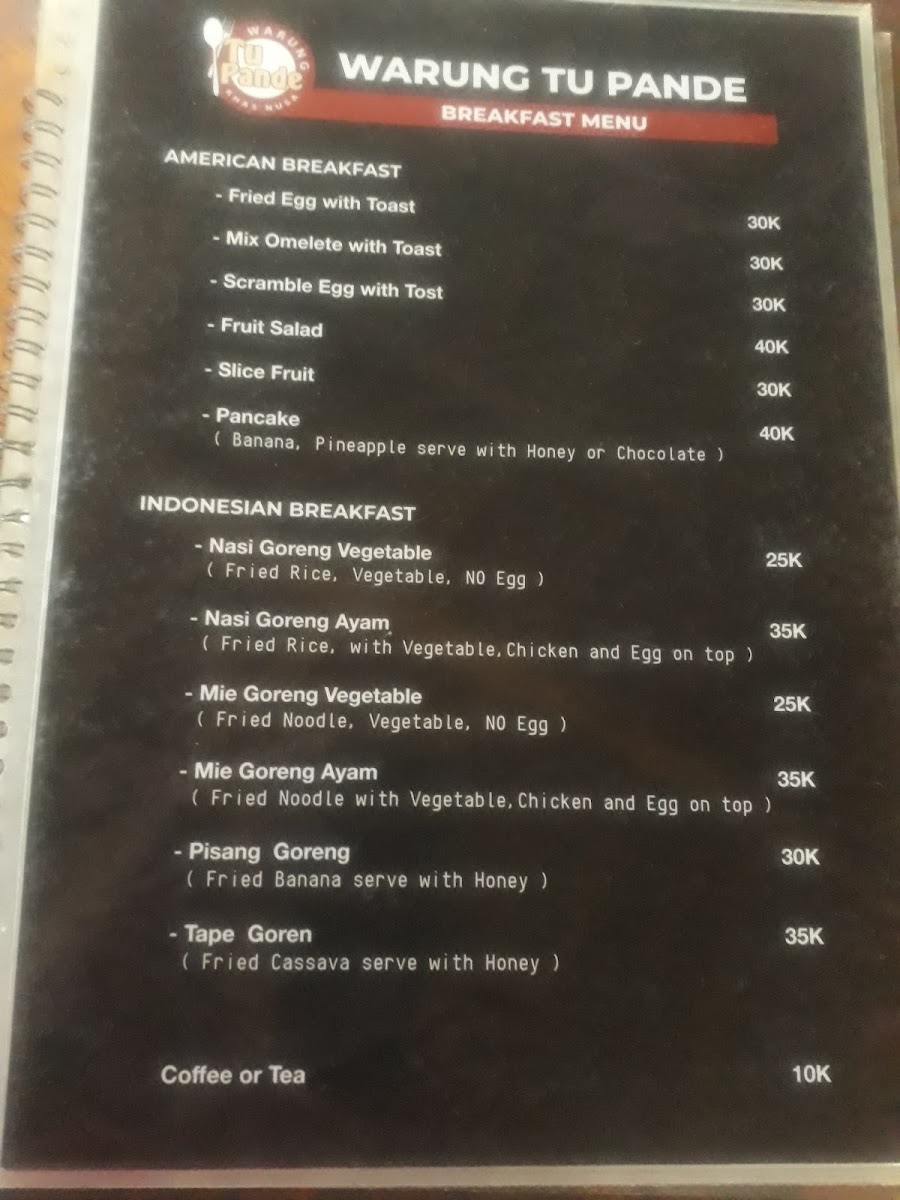 WARUNG
Tu
Pande
KHAS NUSA
WARUNG TU PANDE
BREAKFAST MENU
AMERICAN BREAKFAST
- Fried Egg with Toast 30K
- Mix Omelete with Toast 30K
- Scramble Egg with Tost 30K
- Fruit Salad 40K
- Slice Fruit 30K
- Pancake 40K
( Banana, Pineapple serve with Honey or Chocolate )
INDONESIAN BREAKFAST
- Nasi Goreng Vegetable 25K
( Fried Rice, Vegetable, NO Egg )
- Nasi Goreng Ayam 35K
( Fried Rice, with Vegetable,Chicken and Egg on top )
- Mie Goreng Vegetable 25K
( Fried Noodle, Vegetable, NO Egg )
- Mie Goreng Ayam 35K
( Fried Noodle with Vegetable,Chicken and Egg on top )
- Pisang Goreng 30K
( Fried Banana serve with Honey )
- Tape Goren 35K
( Fried Cassava serve with Honey )
Coffee or Tea 10K